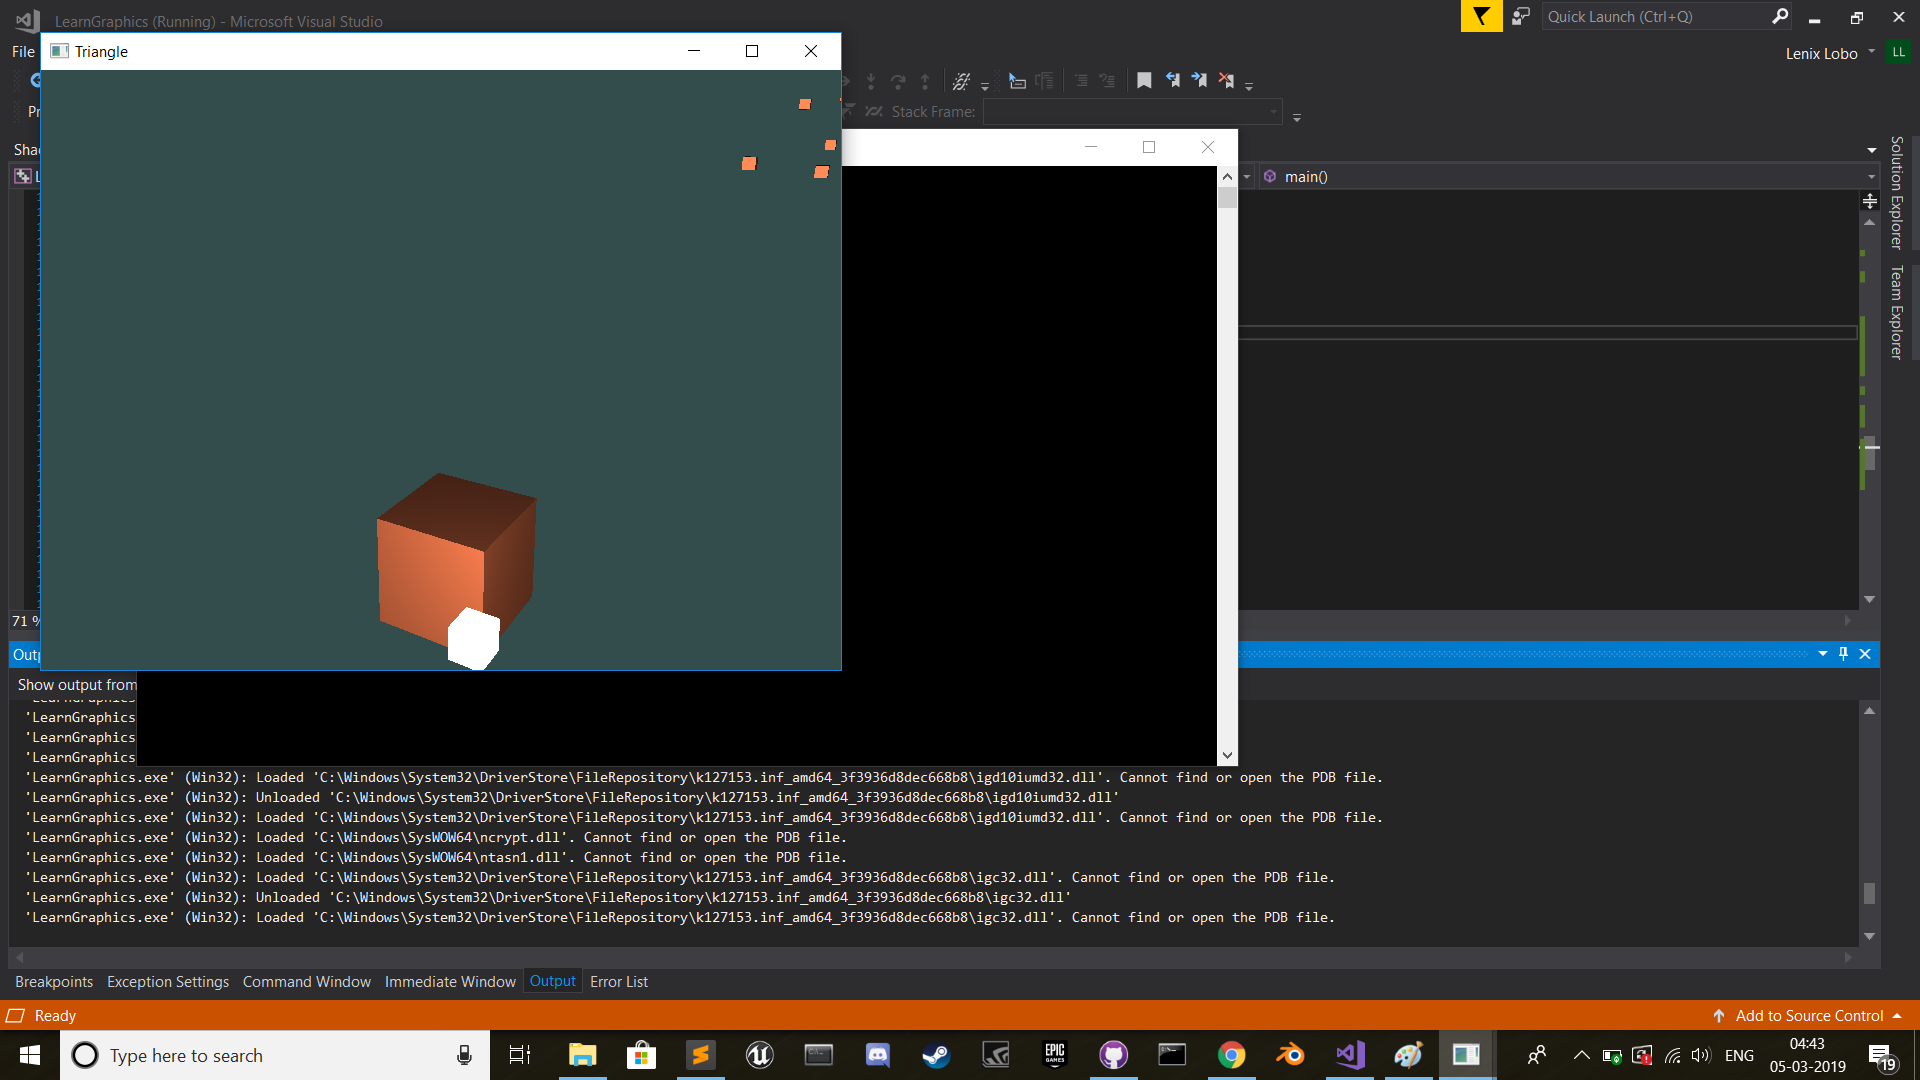 LearnGraphics (Running) - Microsoft Visual Studio
Quick Launch (Ctrl+Q)
File
Triangle
Lenix Lobo
LL
Stack Frame:
main()
Solution Explorer
Team Explorer
71 %
Show output from
'LearnGraphics
'LearnGraphics
'LearnGraphics
'LearnGraphics
'LearnGraphics.exe' (Win32): Loaded 'C:\Windows\System32\DriverStore\FileRepository\k127153.inf_amd64_3f3936d8dec668b8\igd10iumd32.dll'. Cannot find or open the PDB file.
'LearnGraphics.exe' (Win32): Unloaded 'C:\Windows\System32\DriverStore\FileRepository\k127153.inf_amd64_3f3936d8dec668b8\igd10iumd32.dll'
'LearnGraphics.exe' (Win32): Loaded 'C:\Windows\System32\DriverStore\FileRepository\k127153.inf_amd64_3f3936d8dec668b8\igd10iumd32.dll'. Cannot find or open the PDB file.
'LearnGraphics.exe' (Win32): Loaded 'C:\Windows\SysWOW64\ncrypt.dll'. Cannot find or open the PDB file.
'LearnGraphics.exe' (Win32): Loaded 'C:\Windows\SysWOW64\ntasn1.dll'. Cannot find or open the PDB file.
'LearnGraphics.exe' (Win32): Loaded 'C:\Windows\System32\DriverStore\FileRepository\k127153.inf_amd64_3f3936d8dec668b8\igc32.dll'. Cannot find or open the PDB file.
'LearnGraphics.exe' (Win32): Unloaded 'C:\Windows\System32\DriverStore\FileRepository\k127153.inf_amd64_3f3936d8dec668b8\igc32.dll'
'LearnGraphics.exe' (Win32): Loaded 'C:\Windows\System32\DriverStore\FileRepository\k127153.inf_amd64_3f3936d8dec668b8\igc32.dll'. Cannot find or open the PDB file.
Breakpoints Exception Settings Command Window Immediate Window Output Error List
Ready
Add to Source Control
Type here to search
EPIC GAMES
ENG
04:43
05-03-2019
19